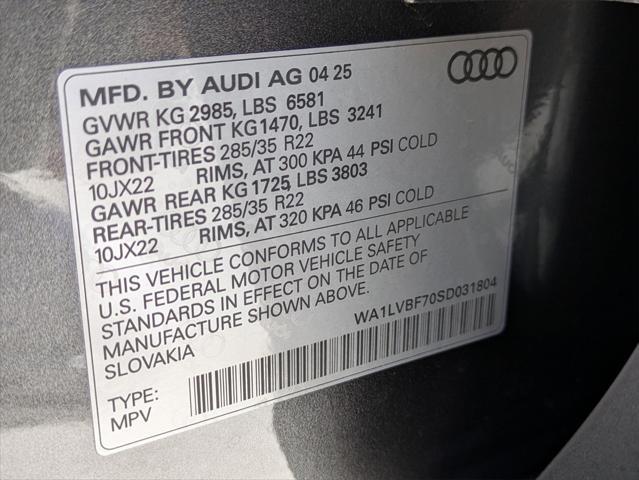 MFD. BY AUDI AG 04 25
GVWR KG 2985, LBS 6581
GAWR FRONT KG1470, LBS 3241
FRONT-TIRES 285/35 R22
10JX22 RIMS, AT 300 KPA 44 PSI COLD
GAWR REAR KG 1725, LBS 3803
REAR-TIRES 285/35 R22
10JX22 RIMS, AT 320 KPA 46 PSI COLD
THIS VEHICLE CONFORMS TO ALL APPLICABLE
U.S. FEDERAL MOTOR VEHICLE SAFETY
STANDARDS IN EFFECT ON THE DATE OF
MANUFACTURE SHOWN ABOVE.
SLOVAKIA
WA1LVBF70SD031804
TYPE:
MPV